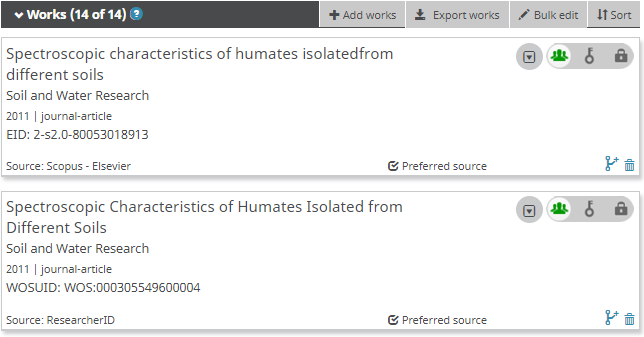 Works (14 of 14) ? Add works Export works Bulk edit Sort
Spectroscopic characteristics of humates isolatedfrom
different soils
Soil and Water Research
2011 | journal-article
EID: 2-s2.0-80053018913
Source: Scopus - Elsevier Preferred source
Spectroscopic Characteristics of Humates Isolated from
Different Soils
Soil and Water Research
2011 | journal-article
WOSUID: WOS:000305549600004
Source: ResearcherID Preferred source